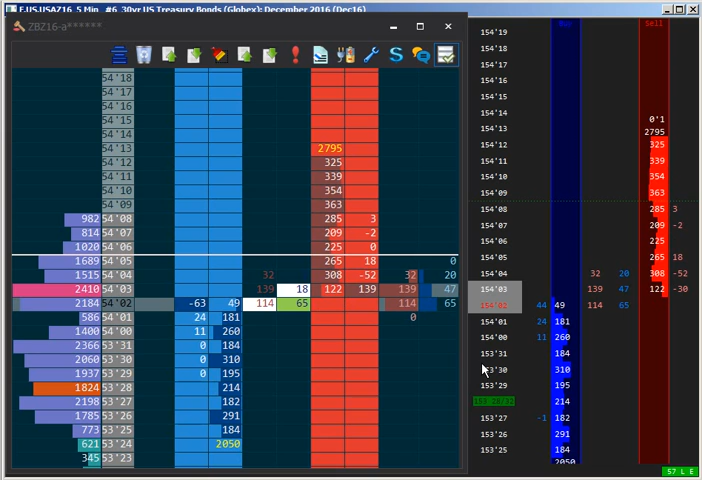 FJUSUSAZ16 5 Min #6 30yr US Treasury Bonds (Globex): December 2016 (Dec16)
ZBZ16-a******
54'18
54'17
54'16
54'15
54'14
54'13 2795
54'12 325
54'11 339
54'10 354
54'09 363
982 54'08 285 3
814 54'07 209 -2
1020 54'06 225 0
1689 54'05 265 18 0
1515 54'04 32 308 -52 32 20
2410 54'03 139 18 122 139 139 47
2184 54'02 -63 49 114 65 114 65
586 54'01 24 181 0
1400 54'00 11 260
2366 53'31 0 184
2060 53'30 0 310
1937 53'29 0 195
1824 53'28 214
2198 53'27 182
1785 53'26 291
773 53'25 184
621 53'24 2050
345 53'23
Sell
154'19
154'18
154'17
154'16
154'15
154'14
154'13 0'1
2795
154'12 325
154'11 339
154'10 354
154'09 363
154'08 285 3
154'07 209 -2
154'06 225
154'05 265 18
154'04 32 20 308 -52
154'03 139 47 122 -30
154'02 44 49 114 65
154'01 24 181
154'00 11 260
153'31 184
153'30 310
153'29 195
214
153'27 -1 182
153'26 291
153'25 184
2050
57 L E